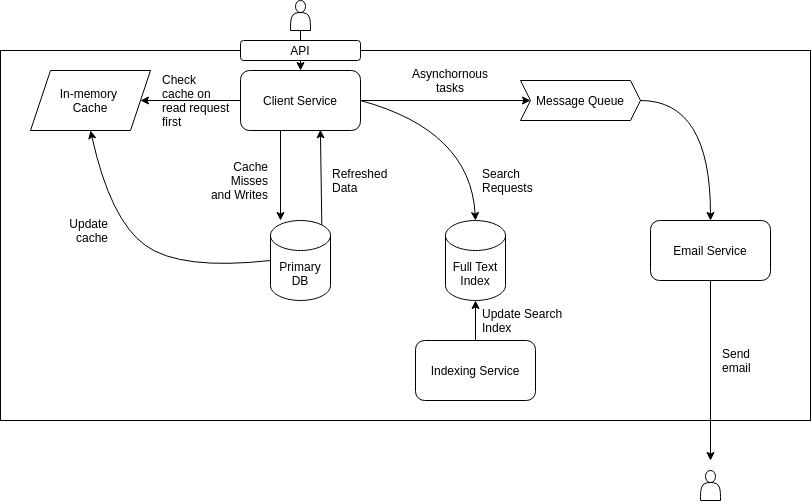 API
Client Service
In-memory
Cache
Check
cache on
read request
first
Asynchornous
tasks
Message Queue
Cache
Misses
and Writes
Refreshed
Data
Search
Requests
Update
cache
Primary
DB
Full Text
Index
Email Service
Update Search
Index
Indexing Service
Send
email